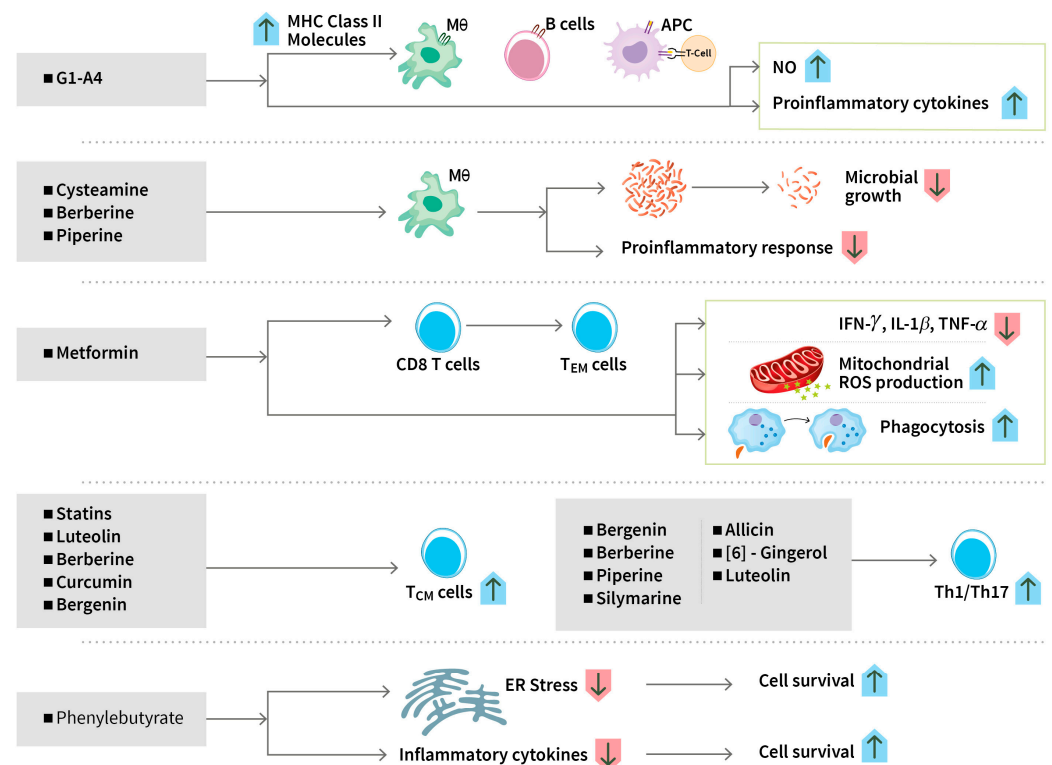 MHC Class II
Molecules
Mθ
B cells
APC
T-Cell
■ G1-A4
NO
Proinflammatory cytokines
■ Cysteamine
■ Berberine
■ Piperine
Mθ
Microbial
growth
Proinflammatory response
■ Metformin
CD8 T cells
TEM cells
IFN-γ, IL-1β, TNF-α
Mitochondrial
ROS production
Phagocytosis
■ Statins
■ Luteolin
■ Berberine
■ Curcumin
■ Bergenin
TCM cells
■ Bergenin
■ Berberine
■ Piperine
■ Silymarine
■ Allicin
■ [6] - Gingerol
■ Luteolin
Th1/Th17
■ Phenylebutyrate
ER Stress
Cell survival
Inflammatory cytokines
Cell survival